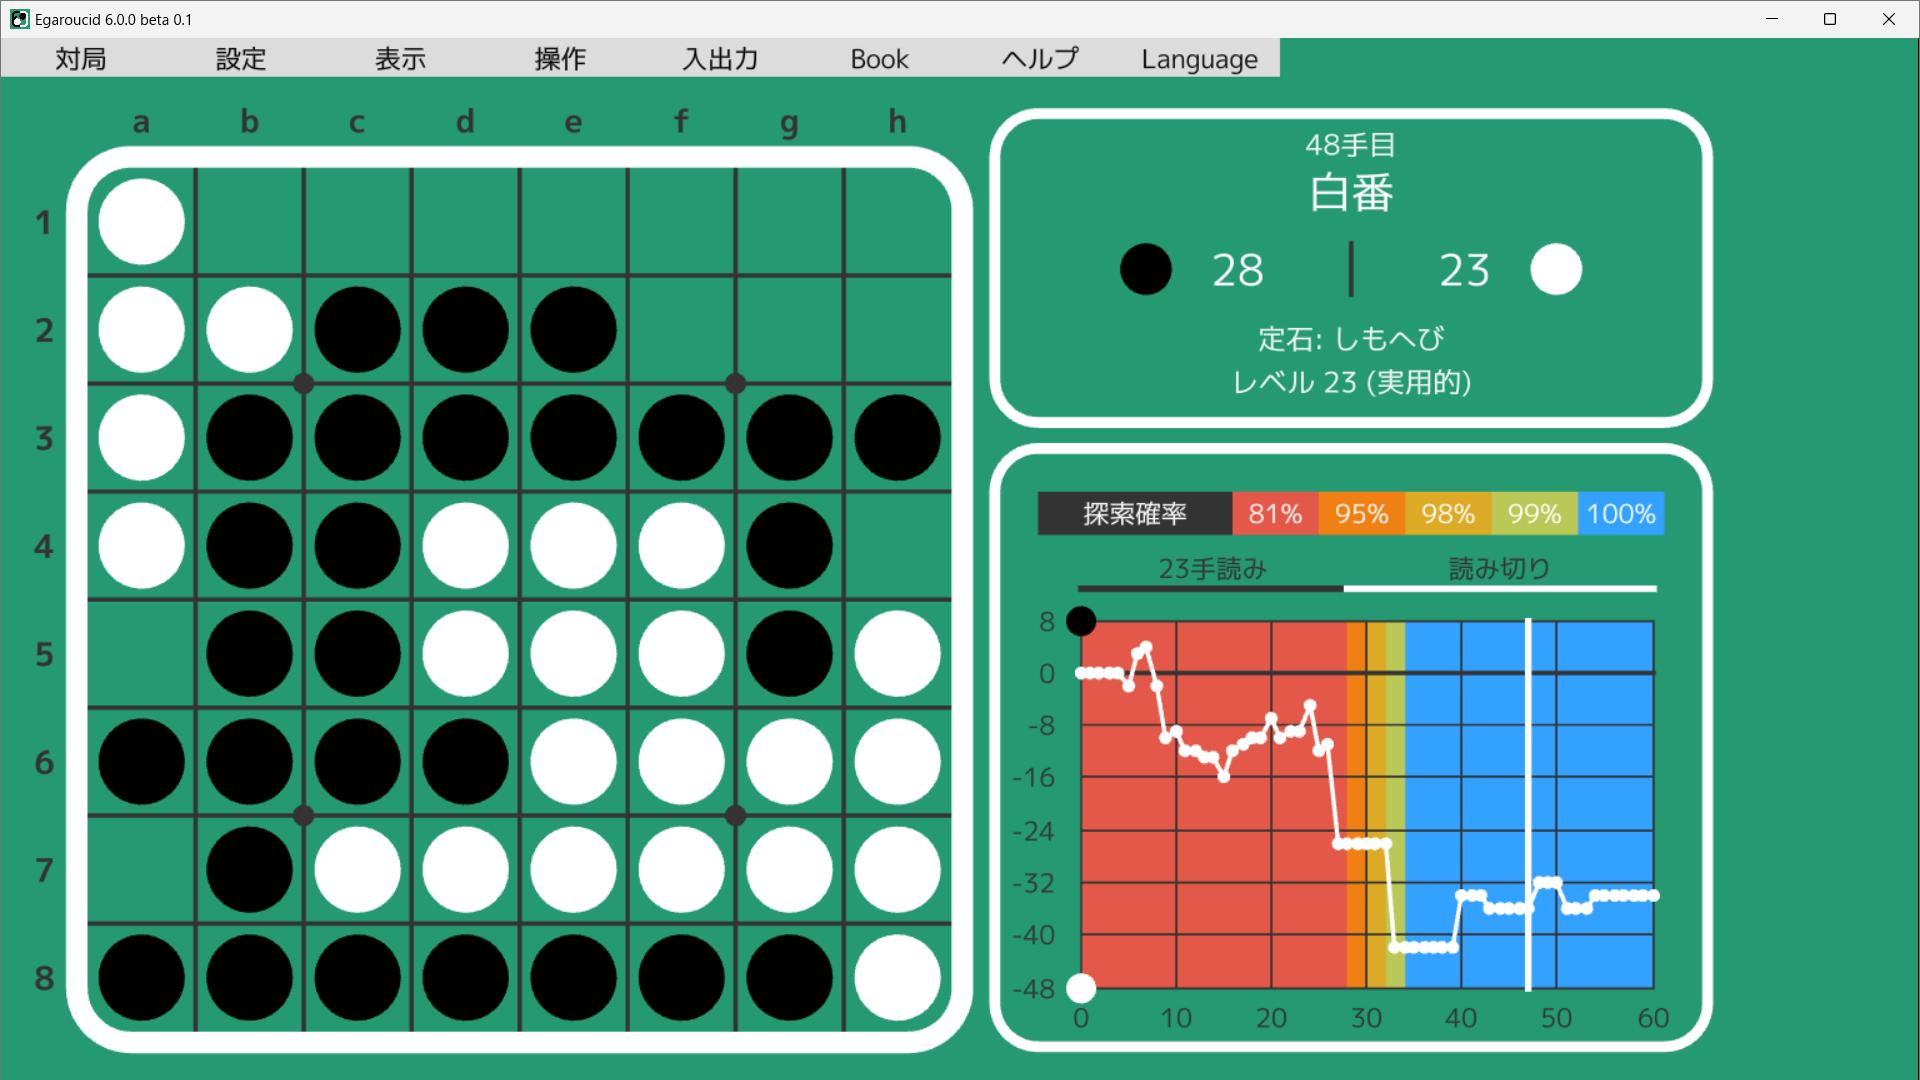 Egaroucid 6.0.0 beta 0.1
対局 設定 表示 操作 入出力 Book ヘルプ Language
a b c d e f g h
1
2
3
4
5
6
7
8
48手目
白番
28 23
定石: しもへび
レベル 23 (実用的)
探索確率 81% 95% 98% 99% 100%
23手読み 読み切り
8
0
-8
-16
-24
-32
-40
-48
0 10 20 30 40 50 60